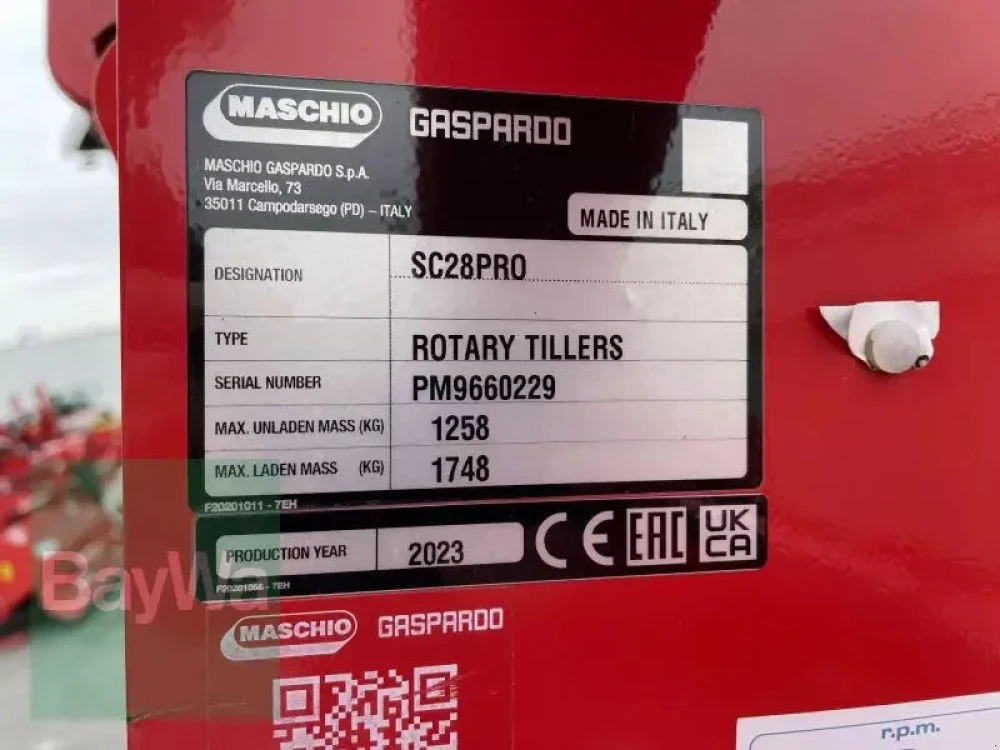 MASCHIO GASPARDO
MASCHIO GASPARDO S.p.A.
Via Marcello, 73
35011 Campodarsego (PD) – ITALY
MADE IN ITALY
DESIGNATION SC28PRO
TYPE ROTARY TILLERS
SERIAL NUMBER PM9660229
MAX. UNLADEN MASS (KG) 1258
MAX. LADEN MASS (KG) 1748
F20201011 - 7EH
PRODUCTION YEAR 2023 CE EAC UK CA
F20201056 - 7EH
BayWa
MASCHIO GASPARDO
r.p.m.